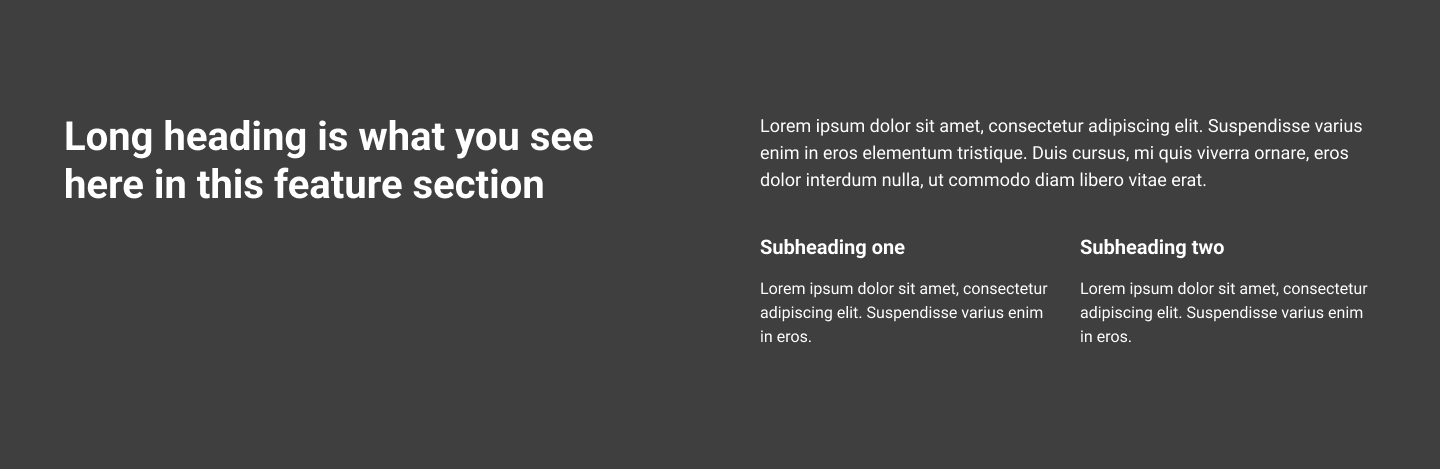 Long heading is what you see
here in this feature section
Lorem ipsum dolor sit amet, consectetur adipiscing elit. Suspendisse varius
enim in eros elementum tristique. Duis cursus, mi quis viverra ornare, eros
dolor interdum nulla, ut commodo diam libero vitae erat.
Subheading one
Lorem ipsum dolor sit amet, consectetur
adipiscing elit. Suspendisse varius enim
in eros.
Subheading two
Lorem ipsum dolor sit amet, consectetur
adipiscing elit. Suspendisse varius enim
in eros.